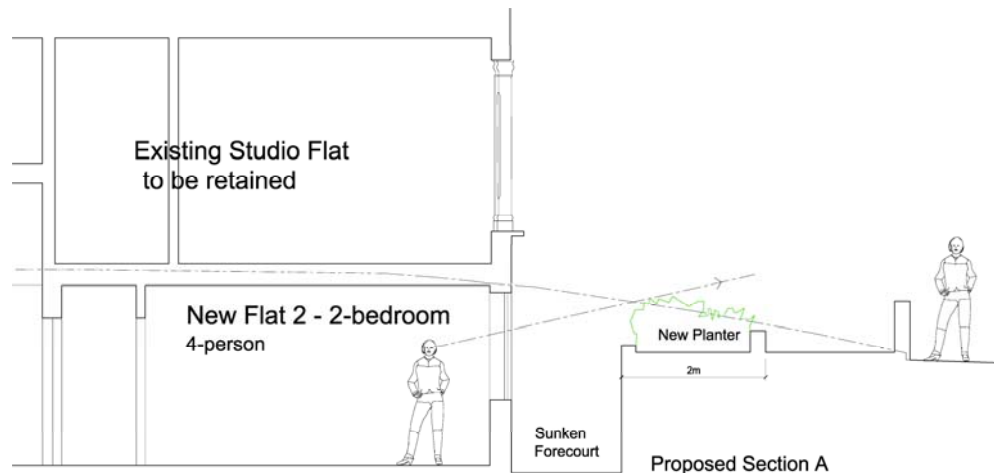 Existing Studio Flat
to be retained
New Flat 2 - 2-bedroom
4-person
New Planter
2m
Sunken
Forecourt
Proposed Section A